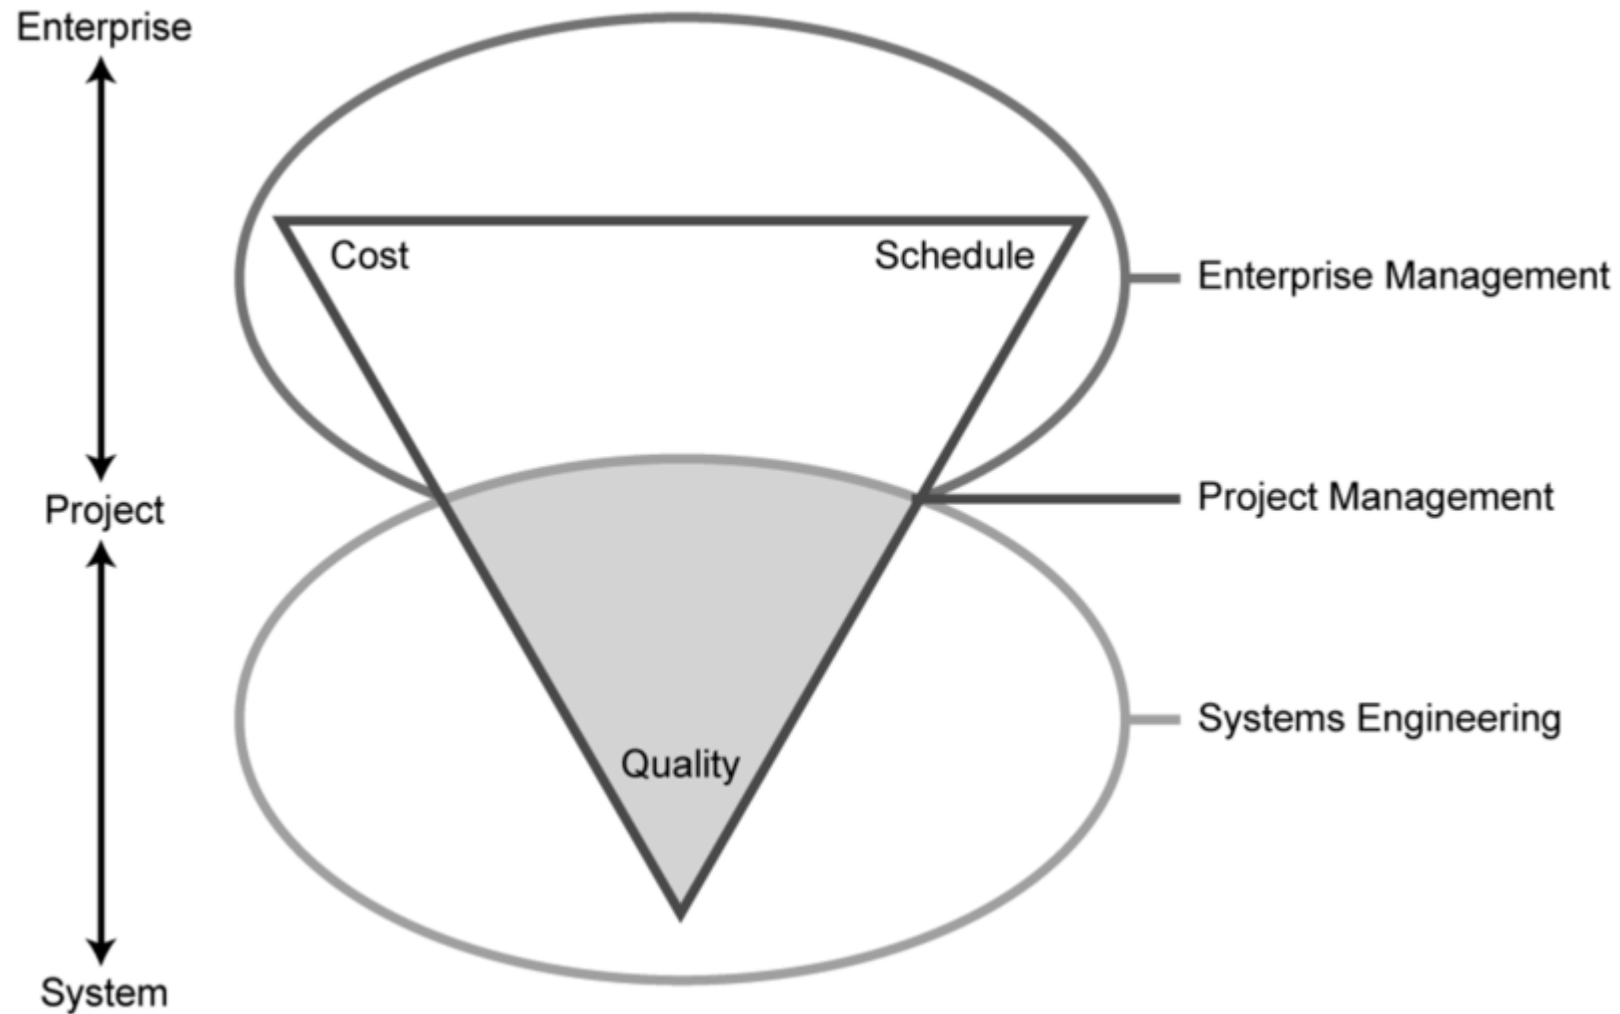 Enterprise
Cost
Schedule
Enterprise Management
Project
Project Management
Systems Engineering
Quality
System